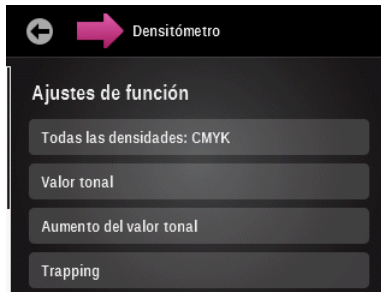 Densitómetro
Ajustes de función
Todas las densidades: CMYK
Valor tonal
Aumento del valor tonal
Trapping